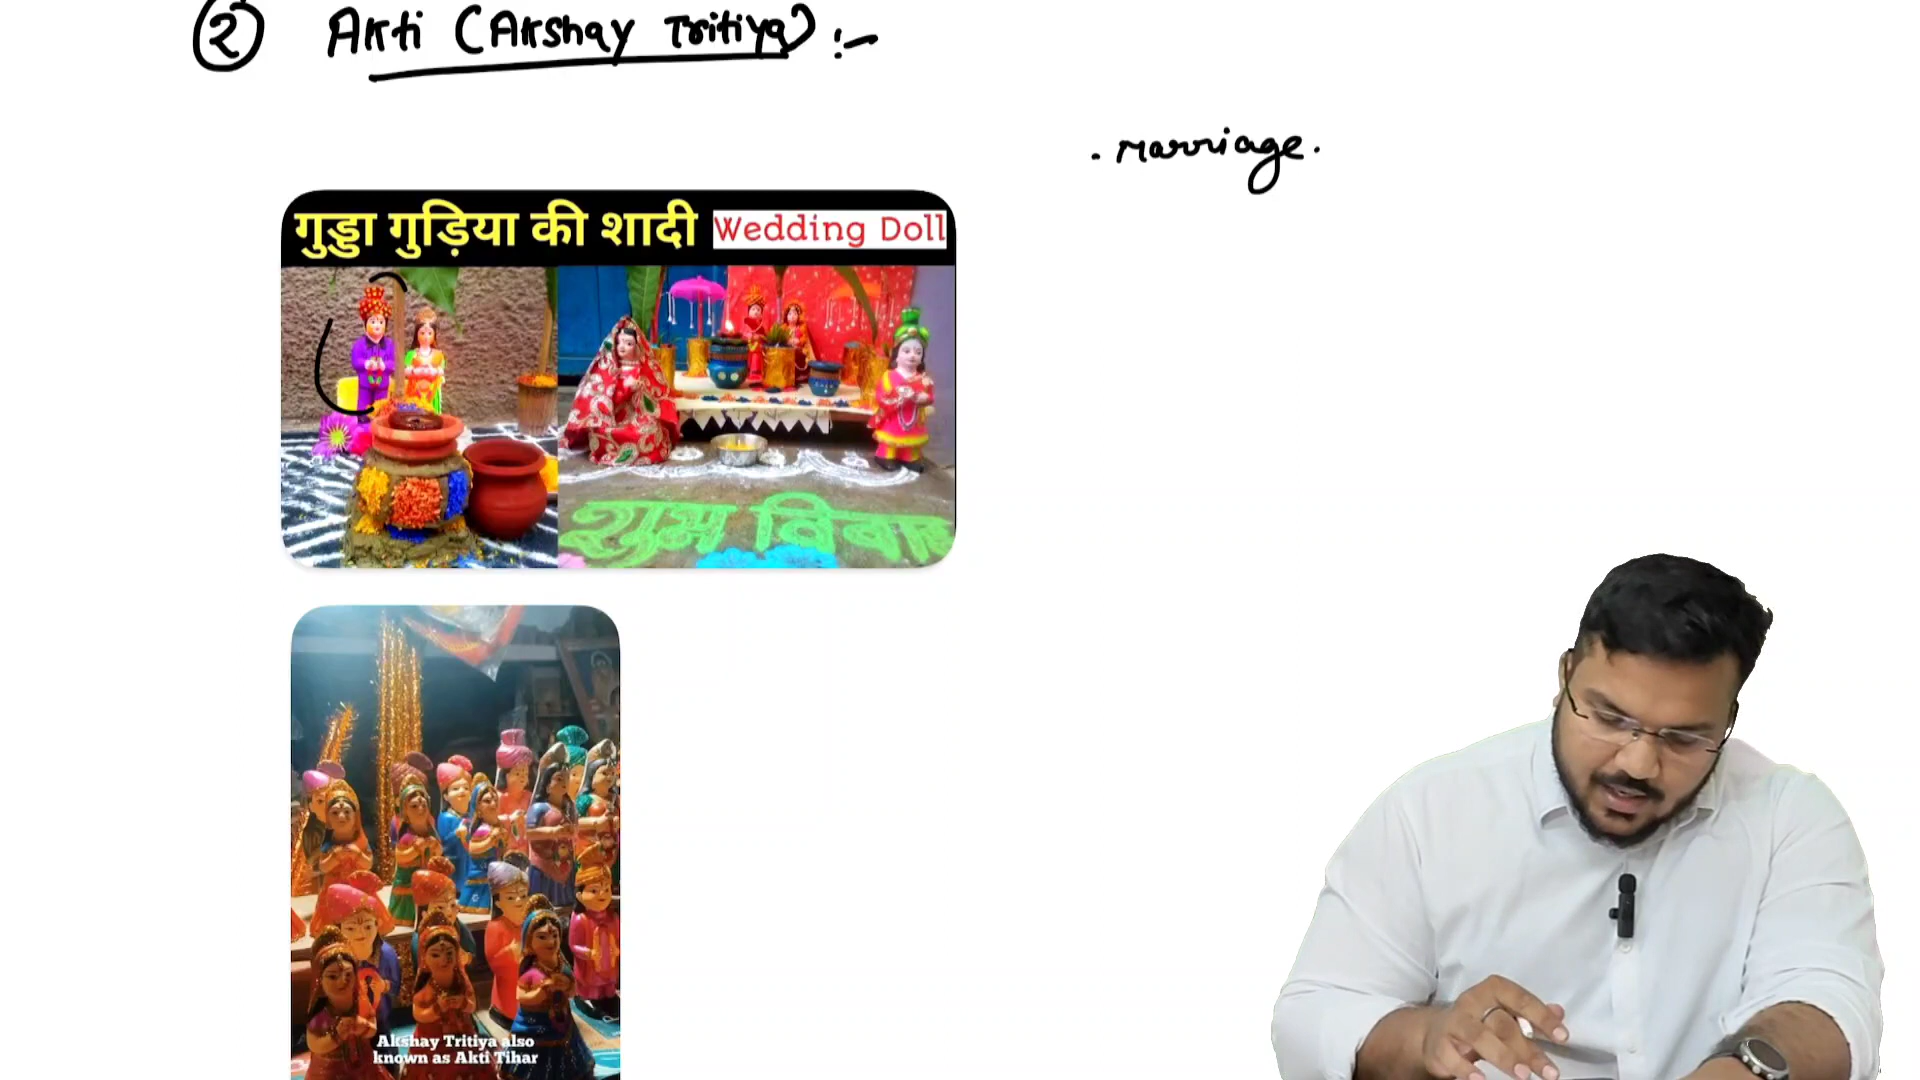 2 Akti (Akshay Tritiya) :-
. Marriage.
गुड्डा गुड़िया की शादी Wedding Doll
शुभ विवाह
Akshay Tritiya also
known as Akti Tihar